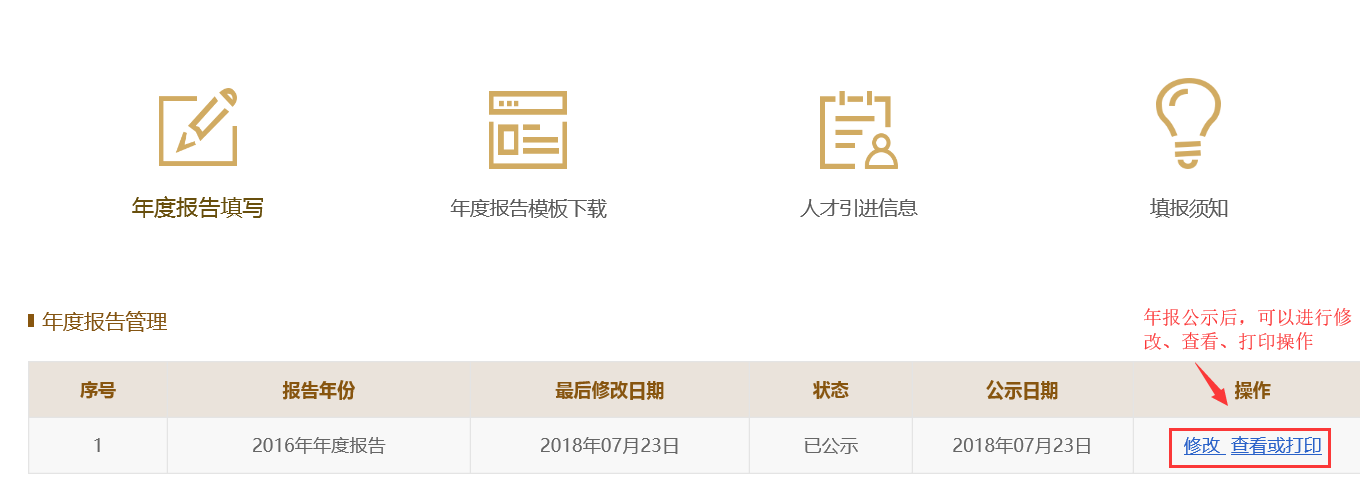 年度报告填写 年度报告模板下载 人才引进信息 填报须知
年度报告管理
年报公示后，可以进行修
改、查看、打印操作
序号 报告年份 最后修改日期 状态 公示日期 操作
1 2016年年度报告 2018年07月23日 已公示 2018年07月23日 修改 查看或打印